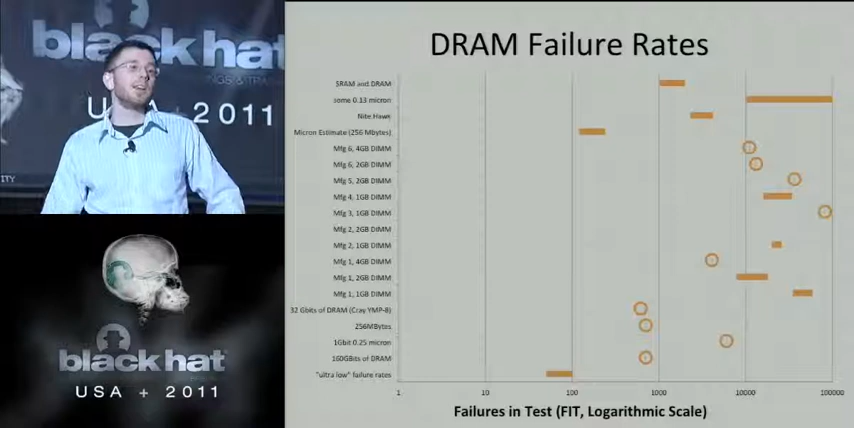 black hat
USA + 2011
ITY
black hat
USA + 2011
DRAM Failure Rates
SRAM and DRAM
some 0.13 micron
Nite Hawk
Micron Estimate (256 Mbytes)
Mfg 6, 4GB DIMM
Mfg 6, 2GB DIMM
Mfg 5, 2GB DIMM
Mfg 4, 1GB DIMM
Mfg 3, 1GB DIMM
Mfg 2, 2GB DIMM
Mfg 2, 1GB DIMM
Mfg 1, 4GB DIMM
Mfg 1, 2GB DIMM
Mfg 1, 1GB DIMM
32 Gbits of DRAM (Cray YMP-8)
256MBytes
1Gbit 0.25 micron
160GBits of DRAM
"ultra low" failure rates
1 10 100 1000 10000 100000
Failures in Test (FIT, Logarithmic Scale)